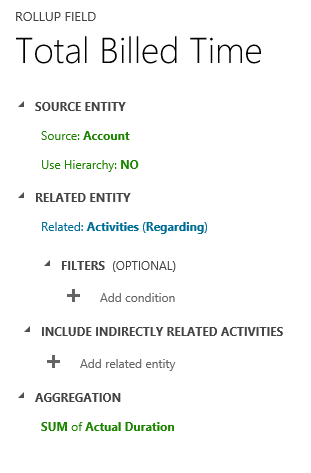 ROLLUP FIELD
Total Billed Time
SOURCE ENTITY
Source: Account
Use Hierarchy: NO
RELATED ENTITY
Related: Activities (Regarding)
FILTERS (OPTIONAL)
Add condition
INCLUDE INDIRECTLY RELATED ACTIVITIES
Add related entity
AGGREGATION
SUM of Actual Duration